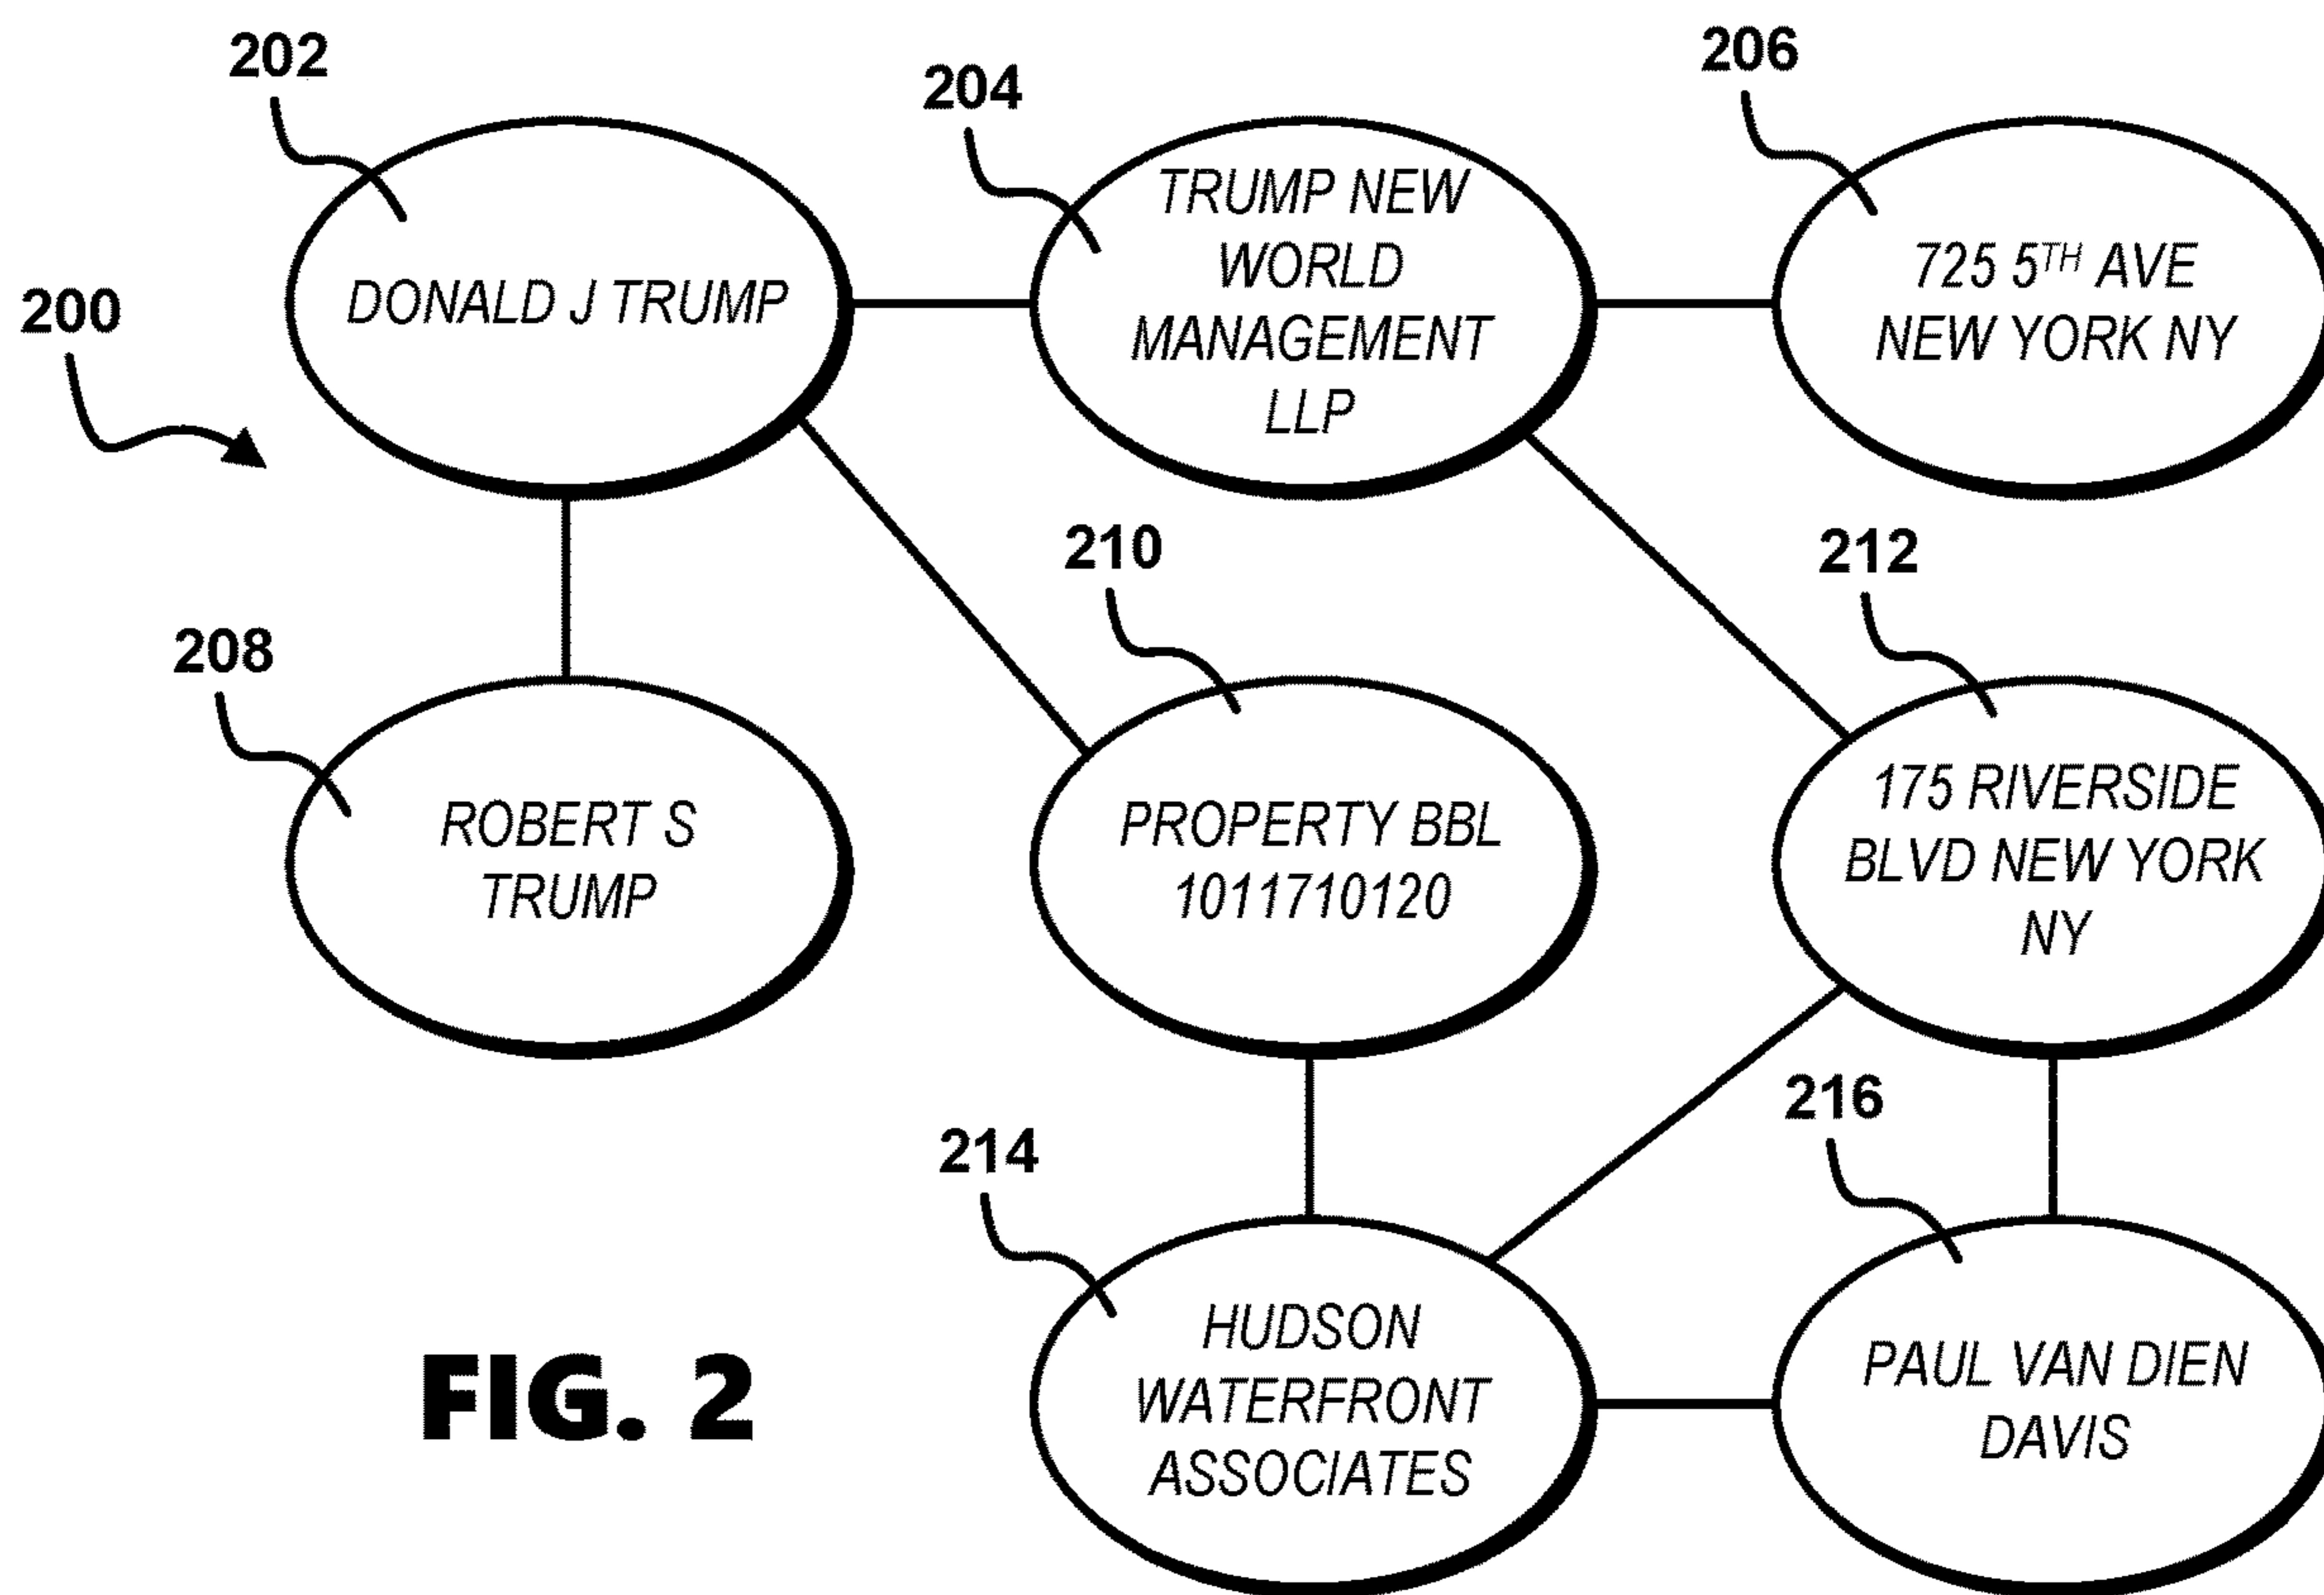 202
204
206
200
DONALD J TRUMP
TRUMP NEW
WORLD
MANAGEMENT
LLP
725 5TH AVE
NEW YORK NY
208
210
212
ROBERT S
TRUMP
PROPERTY BBL
1011710120
175 RIVERSIDE
BLVD NEW YORK
NY
214
216
HUDSON
WATERFRONT
ASSOCIATES
PAUL VAN DIEN
DAVIS
FIG. 2